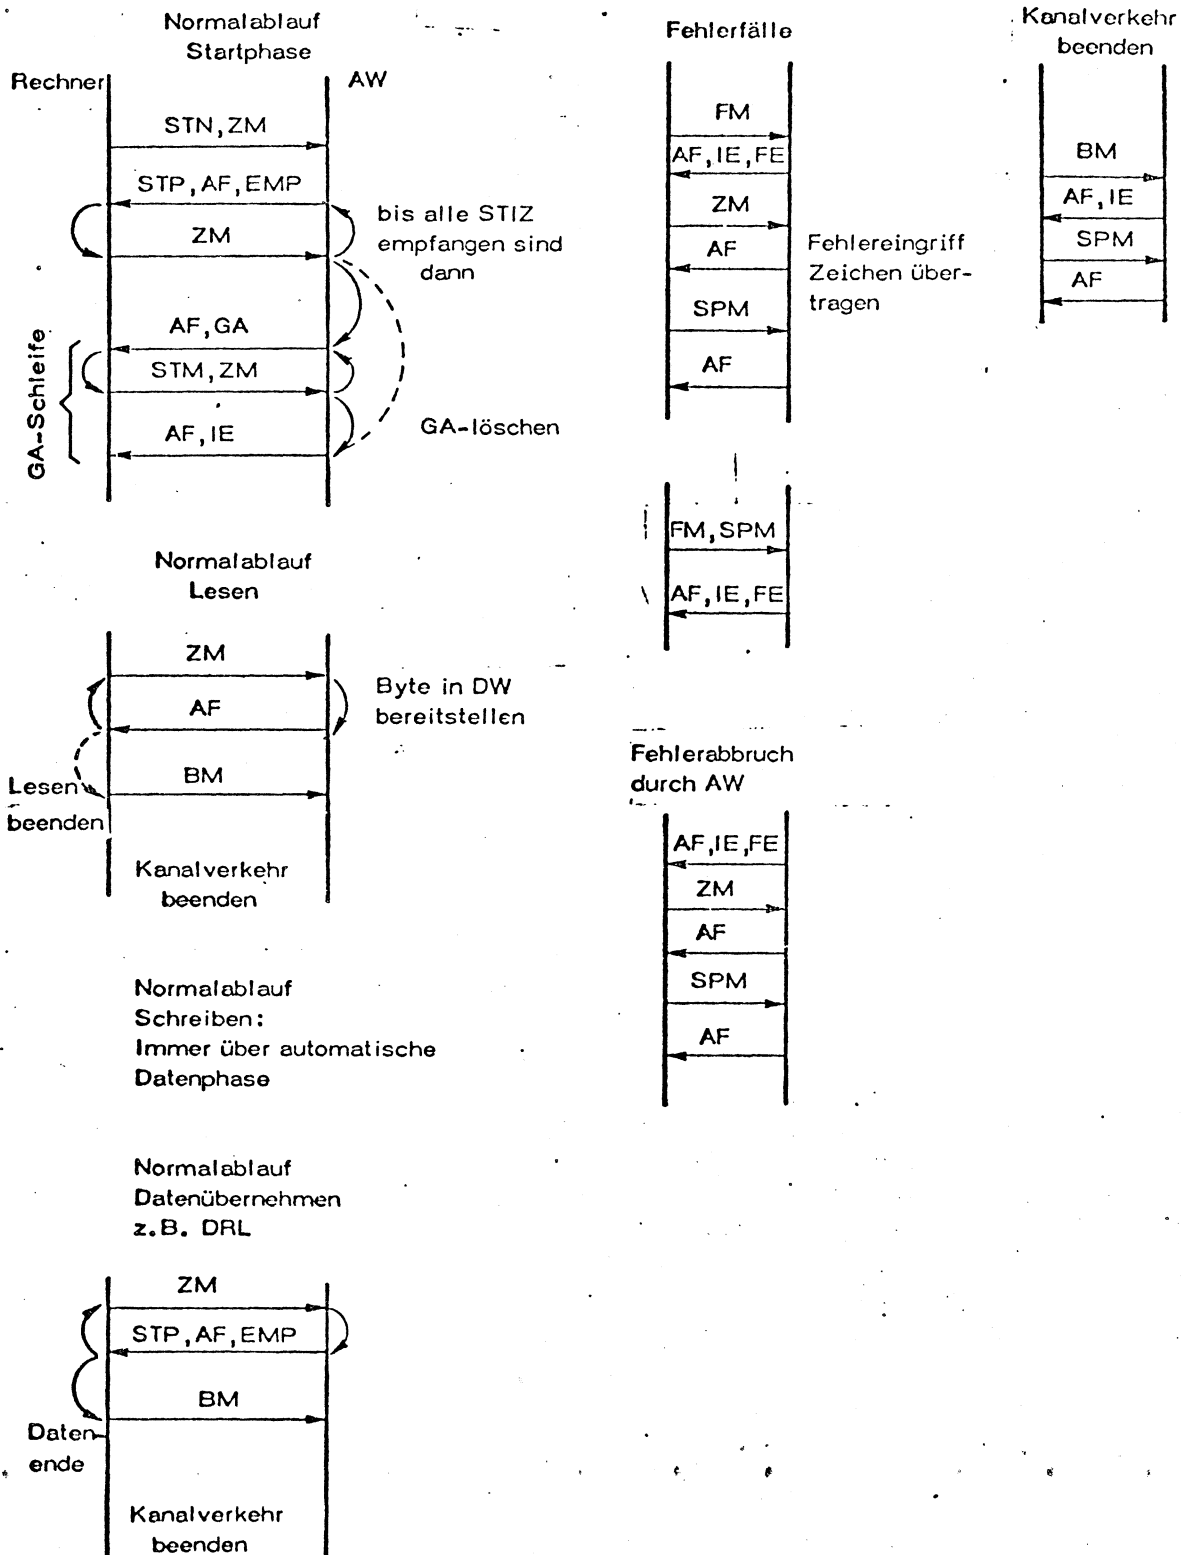 Normalablauf
Startphase
Rechner
AW
STN, ZM
STP, AF, EMP
ZM
bis alle STIZ
empfangen sind
dann
AF, GA
STM, ZM
AF, IE
GA-Schleife
GA-löschen
Normalablauf
Lesen
ZM
AF
Byte in DW
bereitstellen
BM
Lesen
beenden
Kanalverkehr
beenden
Normalablauf
Schreiben:
Immer über automatische
Datenphase
Normalablauf
Datenübernehmen
z.B. DRL
ZM
STP, AF, EMP
BM
Daten-
ende
Kanalverkehr
beenden
Fehlerfälle
FM
AF, IE, FE
ZM
AF
Fehlereingriff
Zeichen über-
tragen
SPM
AF
FM, SPM
AF, IE, FE
Fehlerabbruch
durch AW
AF, IE, FE
ZM
AF
SPM
AF
Kanalverkehr
beenden
BM
AF, IE
SPM
AF